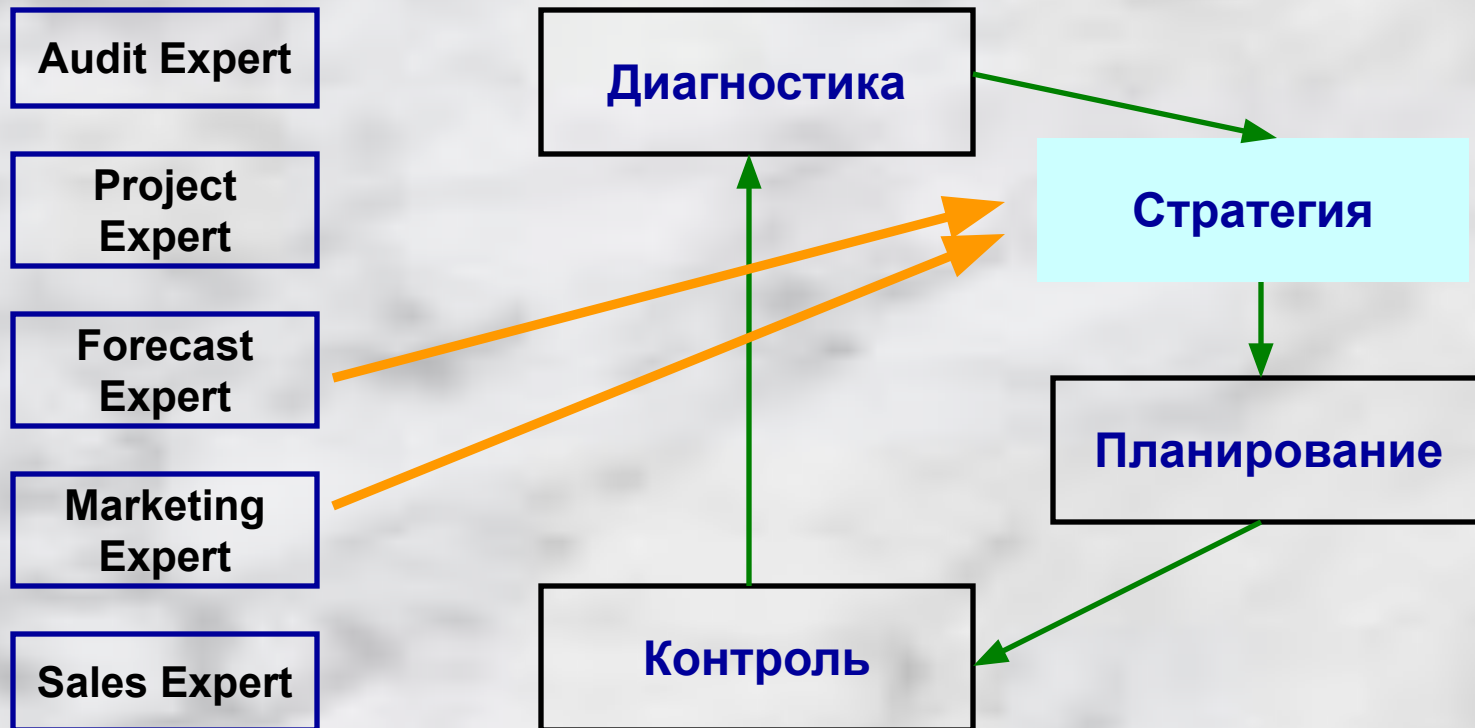 Audit Expert
Project
Expert
Forecast
Expert
Marketing
Expert
Sales Expert
Диагностика
Стратегия
Планирование
Контроль